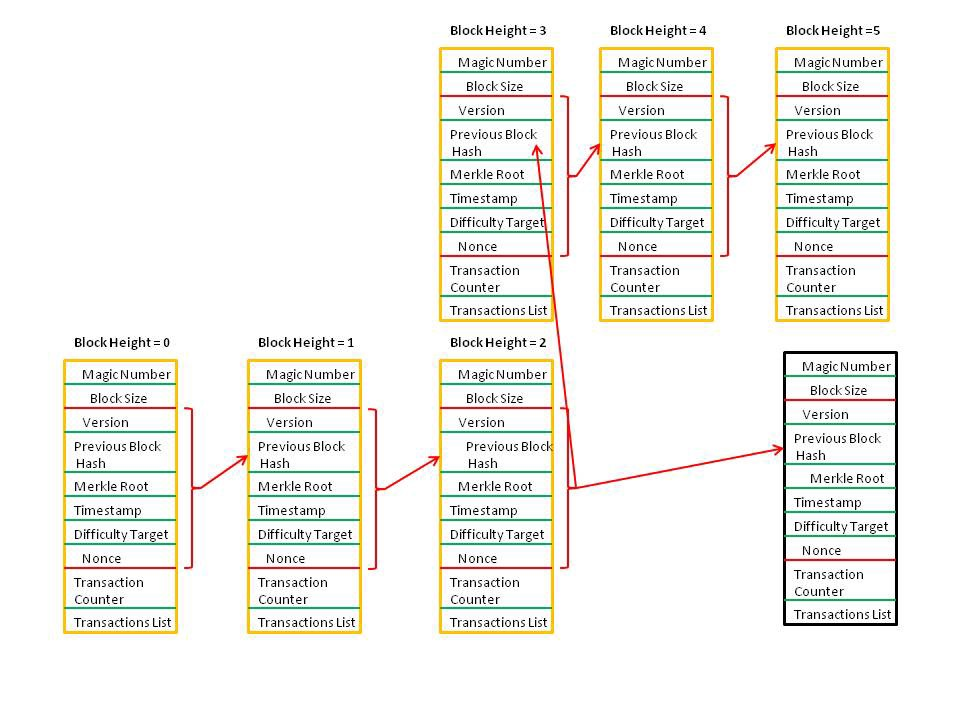 Block Height = 3
Magic Number
Block Size
Version
Previous Block
Hash
Merkle Root
Timestamp
Difficulty Target
Nonce
Transaction
Counter
Transactions List
Block Height = 4
Magic Number
Block Size
Version
Previous Block
Hash
Merkle Root
Timestamp
Difficulty Target
Nonce
Transaction
Counter
Transactions List
Block Height =5
Magic Number
Block Size
Version
Previous Block
Hash
Merkle Root
Timestamp
Difficulty Target
Nonce
Transaction
Counter
Transactions List
Block Height = 0
Magic Number
Block Size
Version
Previous Block
Hash
Merkle Root
Timestamp
Difficulty Target
Nonce
Transaction
Counter
Transactions List
Block Height = 1
Magic Number
Block Size
Version
Previous Block
Hash
Merkle Root
Timestamp
Difficulty Target
Nonce
Transaction
Counter
Transactions List
Block Height = 2
Magic Number
Block Size
Version
Previous Block
Hash
Merkle Root
Timestamp
Difficulty Target
Nonce
Transaction
Counter
Transactions List
Magic Number
Block Size
Version
Previous Block
Hash
Merkle Root
Timestamp
Difficulty Target
Nonce
Transaction
Counter
Transactions List